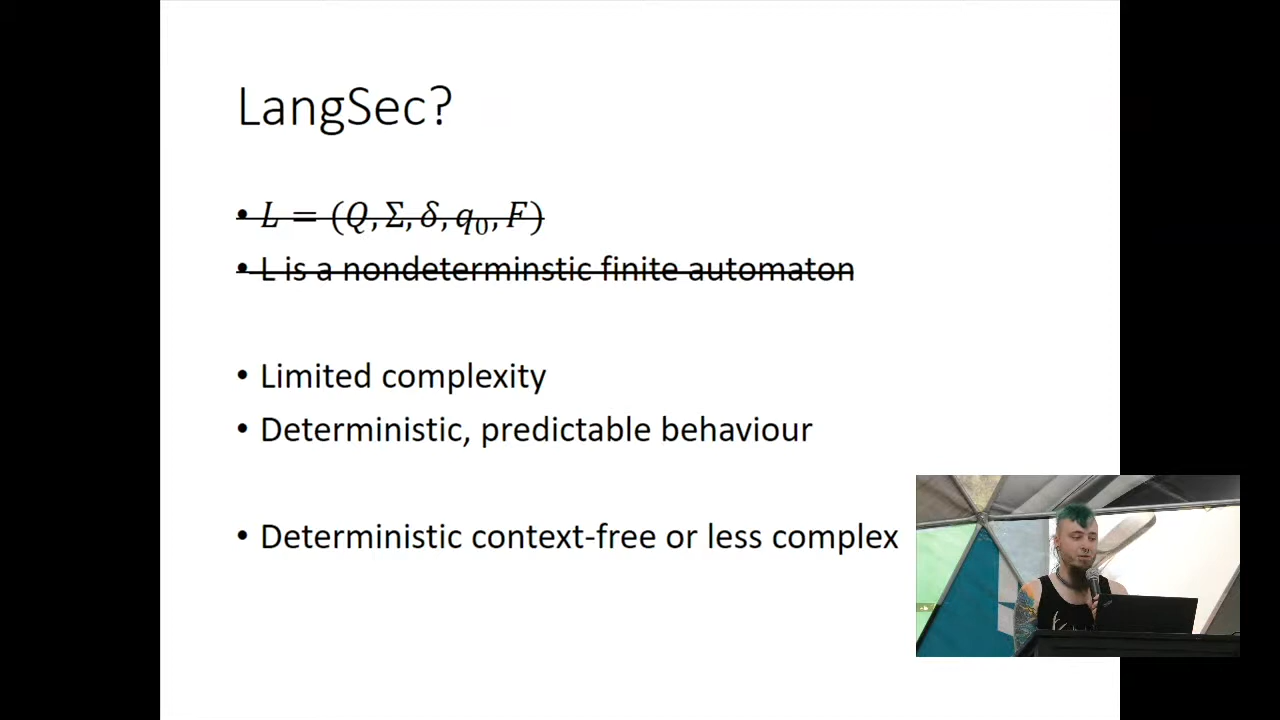 LangSec?
• L = (Q, Σ, δ, q₀, F)
• L is a nondeterminstic finite automaton
• Limited complexity
• Deterministic, predictable behaviour
• Deterministic context-free or less complex